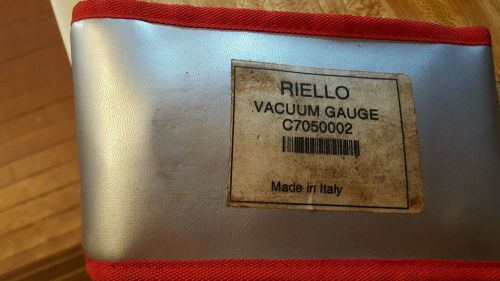 RIELLO
VACUUM GAUGE
C7050002
Made in Italy